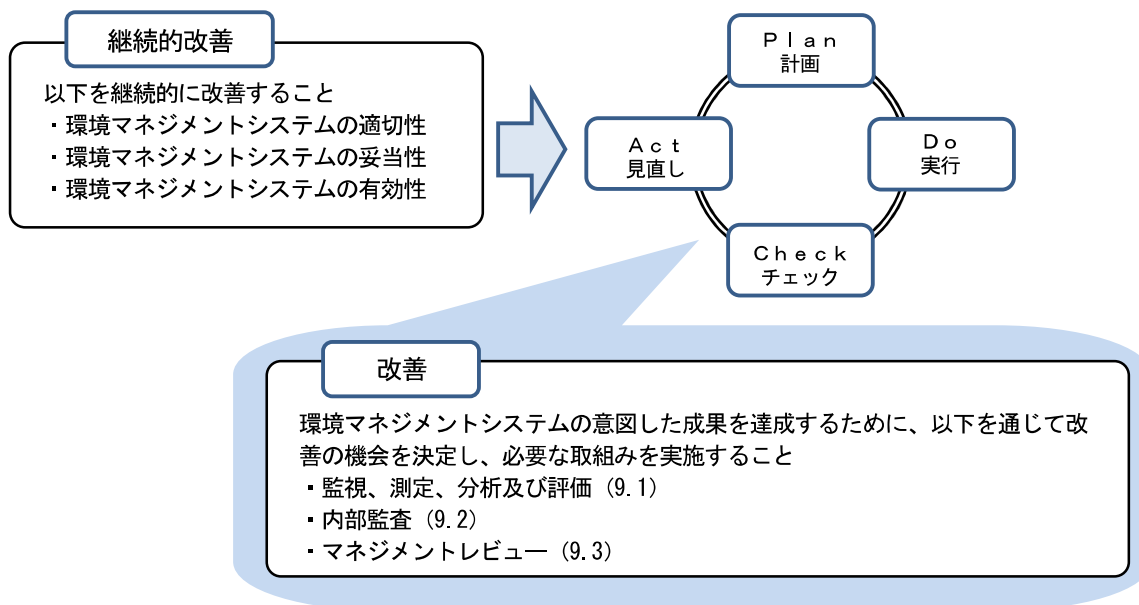 継続的改善
以下を継続的に改善すること
・環境マネジメントシステムの適切性
・環境マネジメントシステムの妥当性
・環境マネジメントシステムの有効性
Ｐｌａｎ
計画
Ａｃｔ
見直し
Ｄｏ
実行
Ｃｈｅｃｋ
チェック
改善
環境マネジメントシステムの意図した成果を達成するために、以下を通じて改
善の機会を決定し、必要な取組みを実施すること
・監視、測定、分析及び評価（9.1）
・内部監査（9.2）
・マネジメントレビュー（9.3）